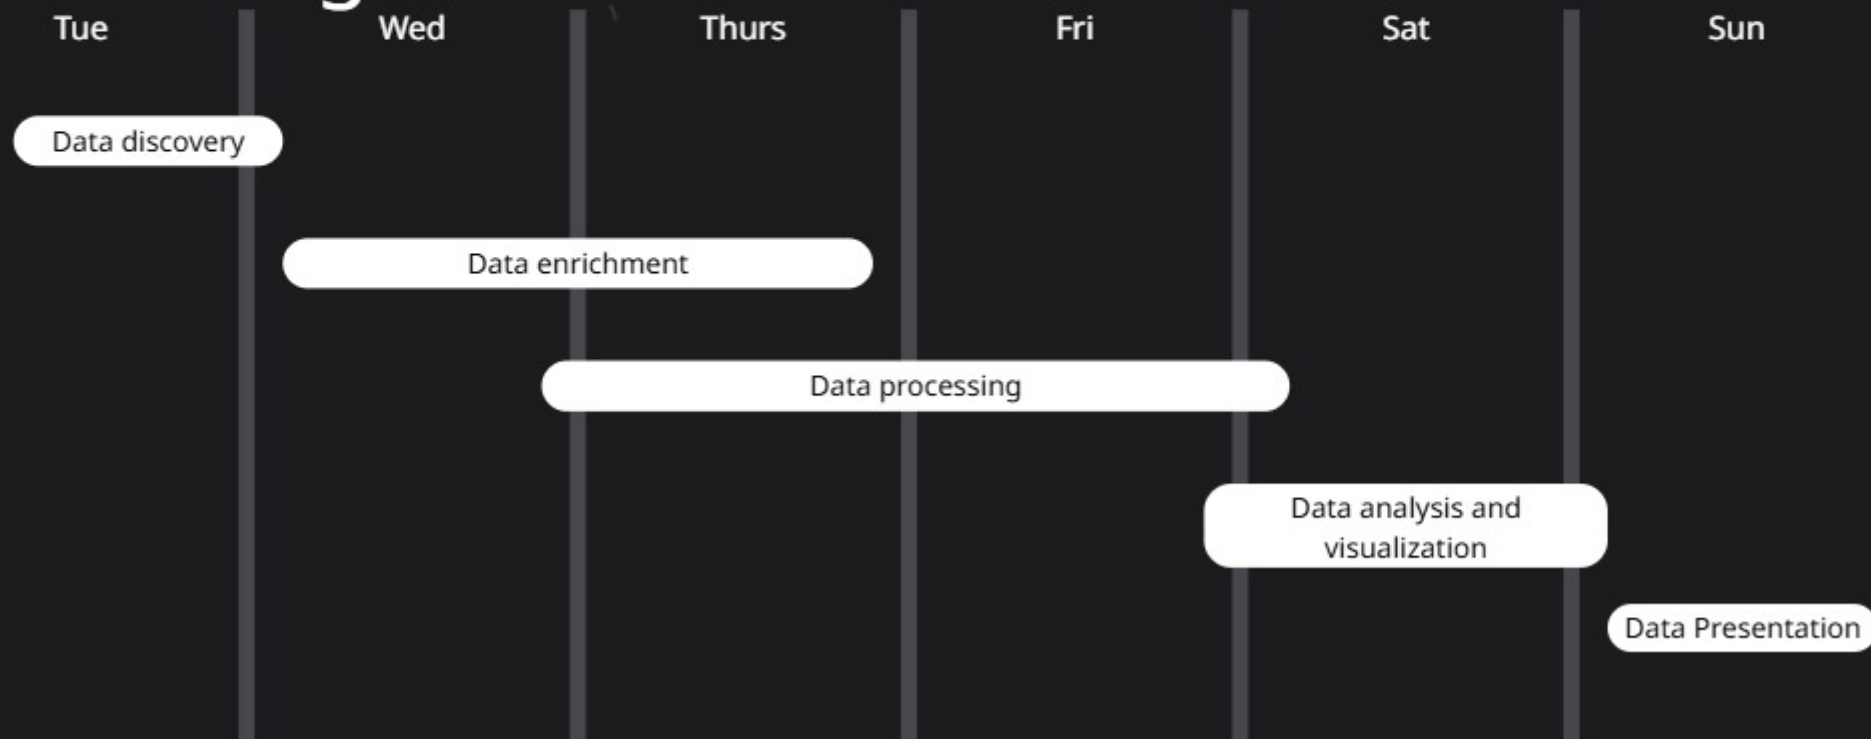 Tue Wed Thurs Fri Sat Sun
Data discovery
Data enrichment
Data processing
Data analysis and
visualization
Data Presentation